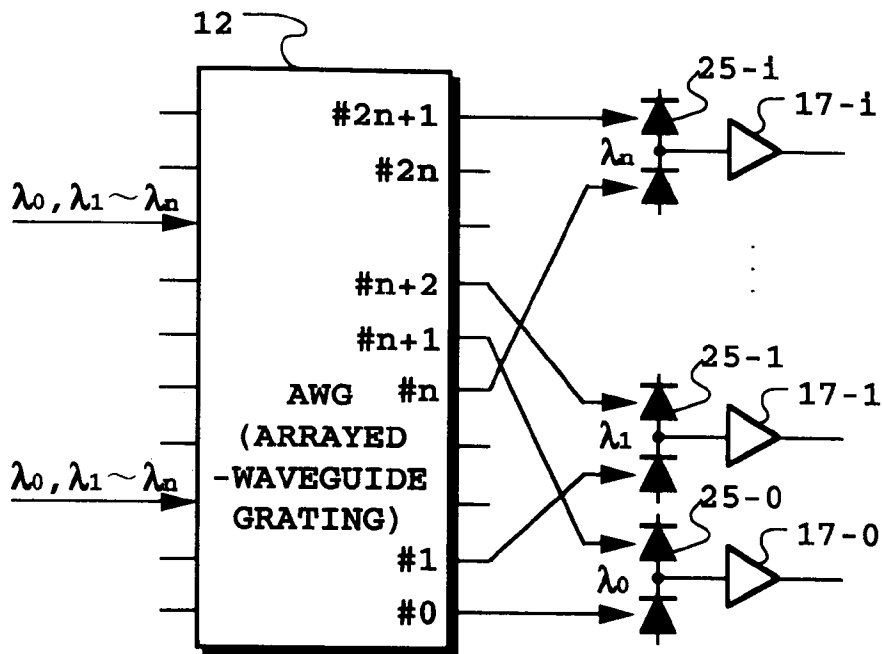 12
#2n+1
25-i
17-i
λn
#2n
λ0, λ1~λn
#n+2
#n+1
25-1
17-1
#n
AWG
(ARRAYED
-WAVEGUIDE
GRATING)
λ1
λ0, λ1~λn
25-0
17-0
#1
λ0
#0